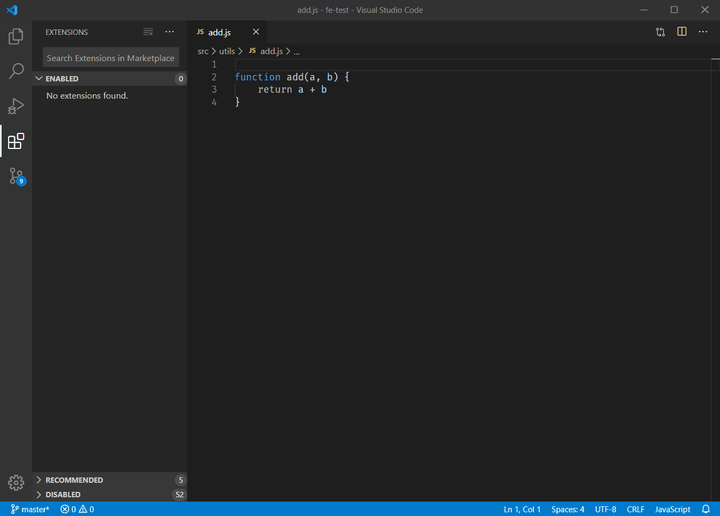 add.js - fe-test - Visual Studio Code
EXTENSIONS
Search Extensions in Marketplace
ENABLED 0
No extensions found.
RECOMMENDED 5
DISABLED 52
9
JS add.js
src > utils > JS add.js > ...
1
2 function add(a, b) {
3     return a + b
4 }
master* 0 0 Ln 1, Col 1 Spaces: 4 UTF-8 CRLF JavaScript